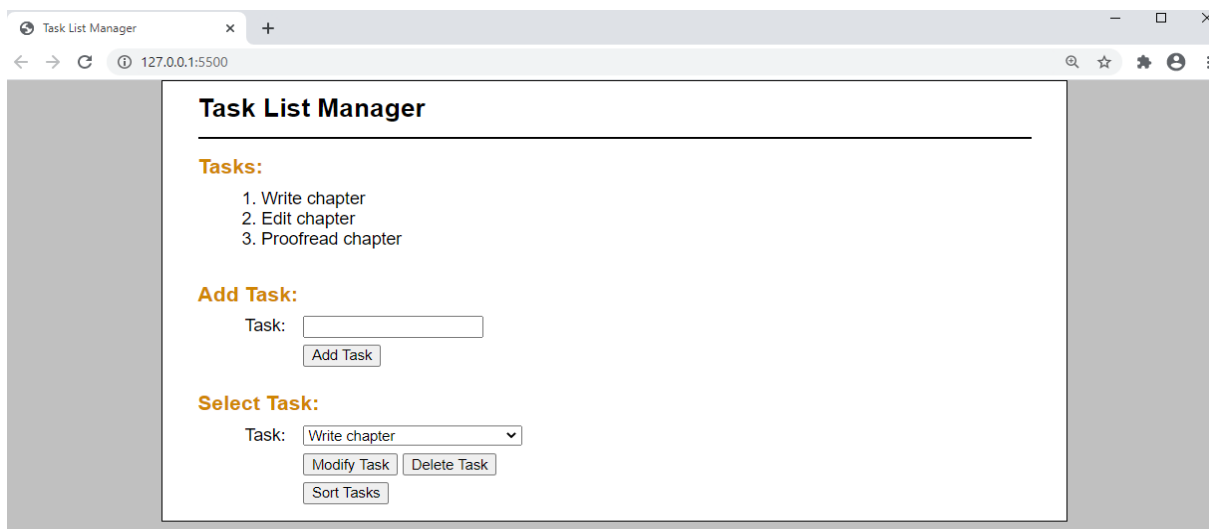 Task List Manager
127.0.0.1:5500
Task List Manager
Tasks:
1. Write chapter
2. Edit chapter
3. Proofread chapter
Add Task:
Task:
Add Task
Select Task:
Task: Write chapter
Modify Task Delete Task
Sort Tasks